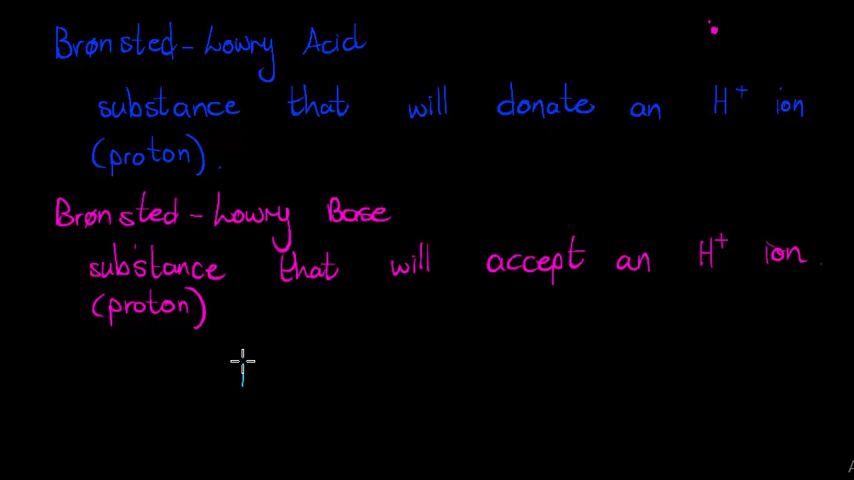 Brønsted-Lowry Acid
substance that will donate an H⁺ ion
(proton).
Brønsted-Lowry Base
substance that will accept an H⁺ ion.
(proton)